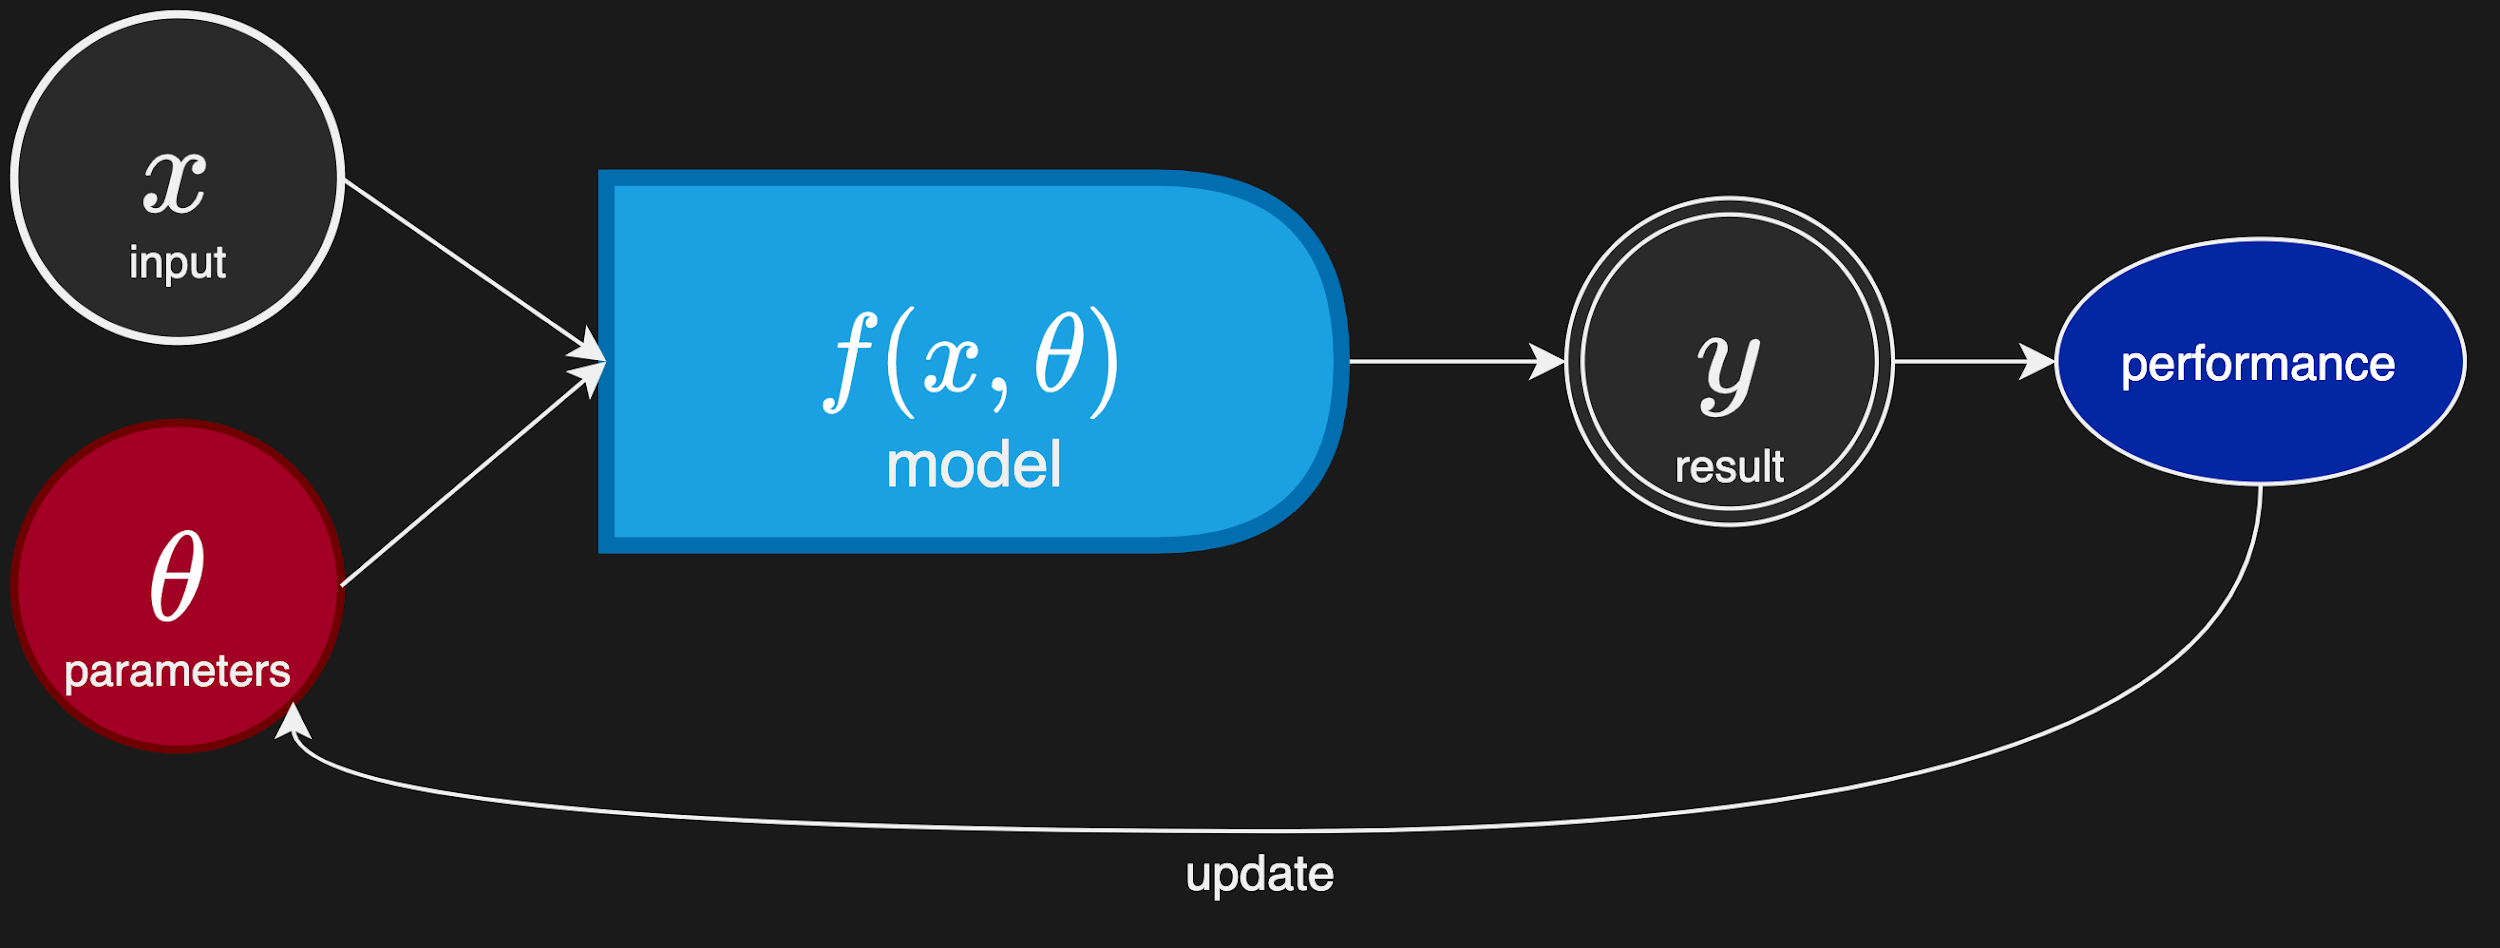 x
input
θ
parameters
f(x, θ)
model
y
result
performance
update